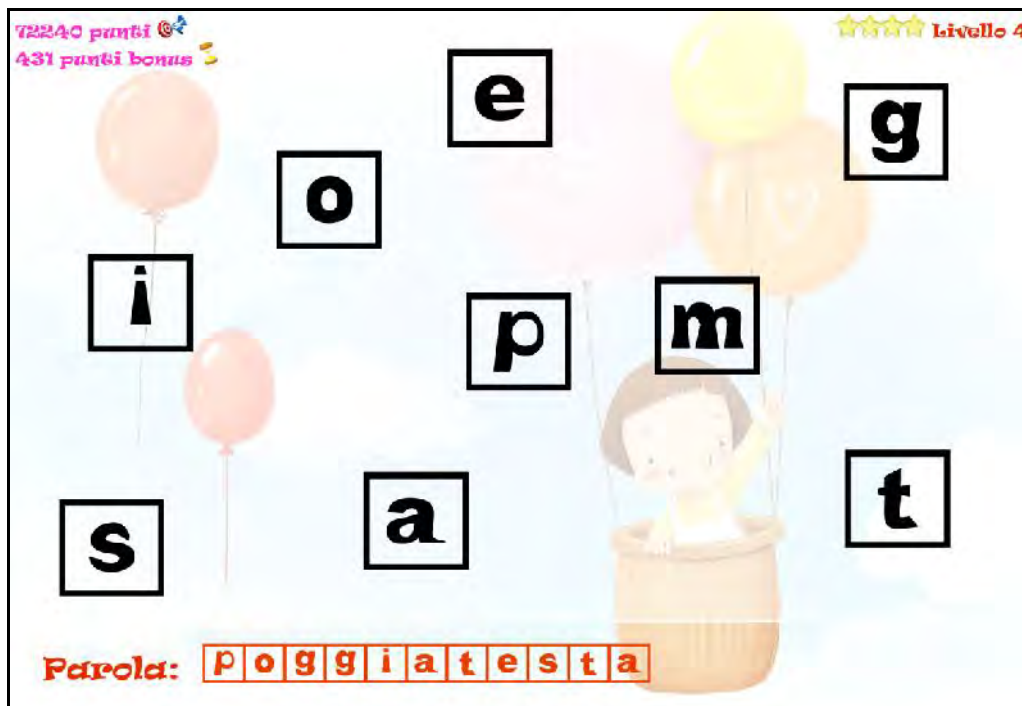 72240 punti
Livello 4
431 punti bonus
e
g
o
i
p
m
s
a
t
Parola: poggiatesta